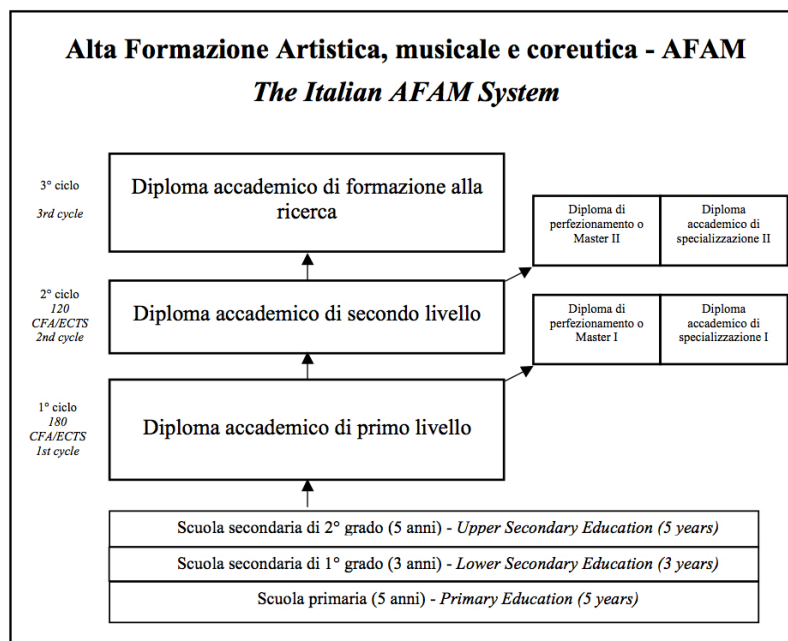 Alta Formazione Artistica, musicale e coreutica - AFAM
The Italian AFAM System
3° ciclo
3rd cycle
Diploma accademico di formazione alla
ricerca
Diploma di
perfezionamento o
Master II
Diploma
accademico di
specializzazione II
2° ciclo
120
CFA/ECTS
2nd cycle
Diploma accademico di secondo livello
Diploma di
perfezionamento o
Master I
Diploma
accademico di
specializzazione I
1° ciclo
180
CFA/ECTS
1st cycle
Diploma accademico di primo livello
Scuola secondaria di 2° grado (5 anni) - Upper Secondary Education (5 years)
Scuola secondaria di 1° grado (3 anni) - Lower Secondary Education (3 years)
Scuola primaria (5 anni) - Primary Education (5 years)